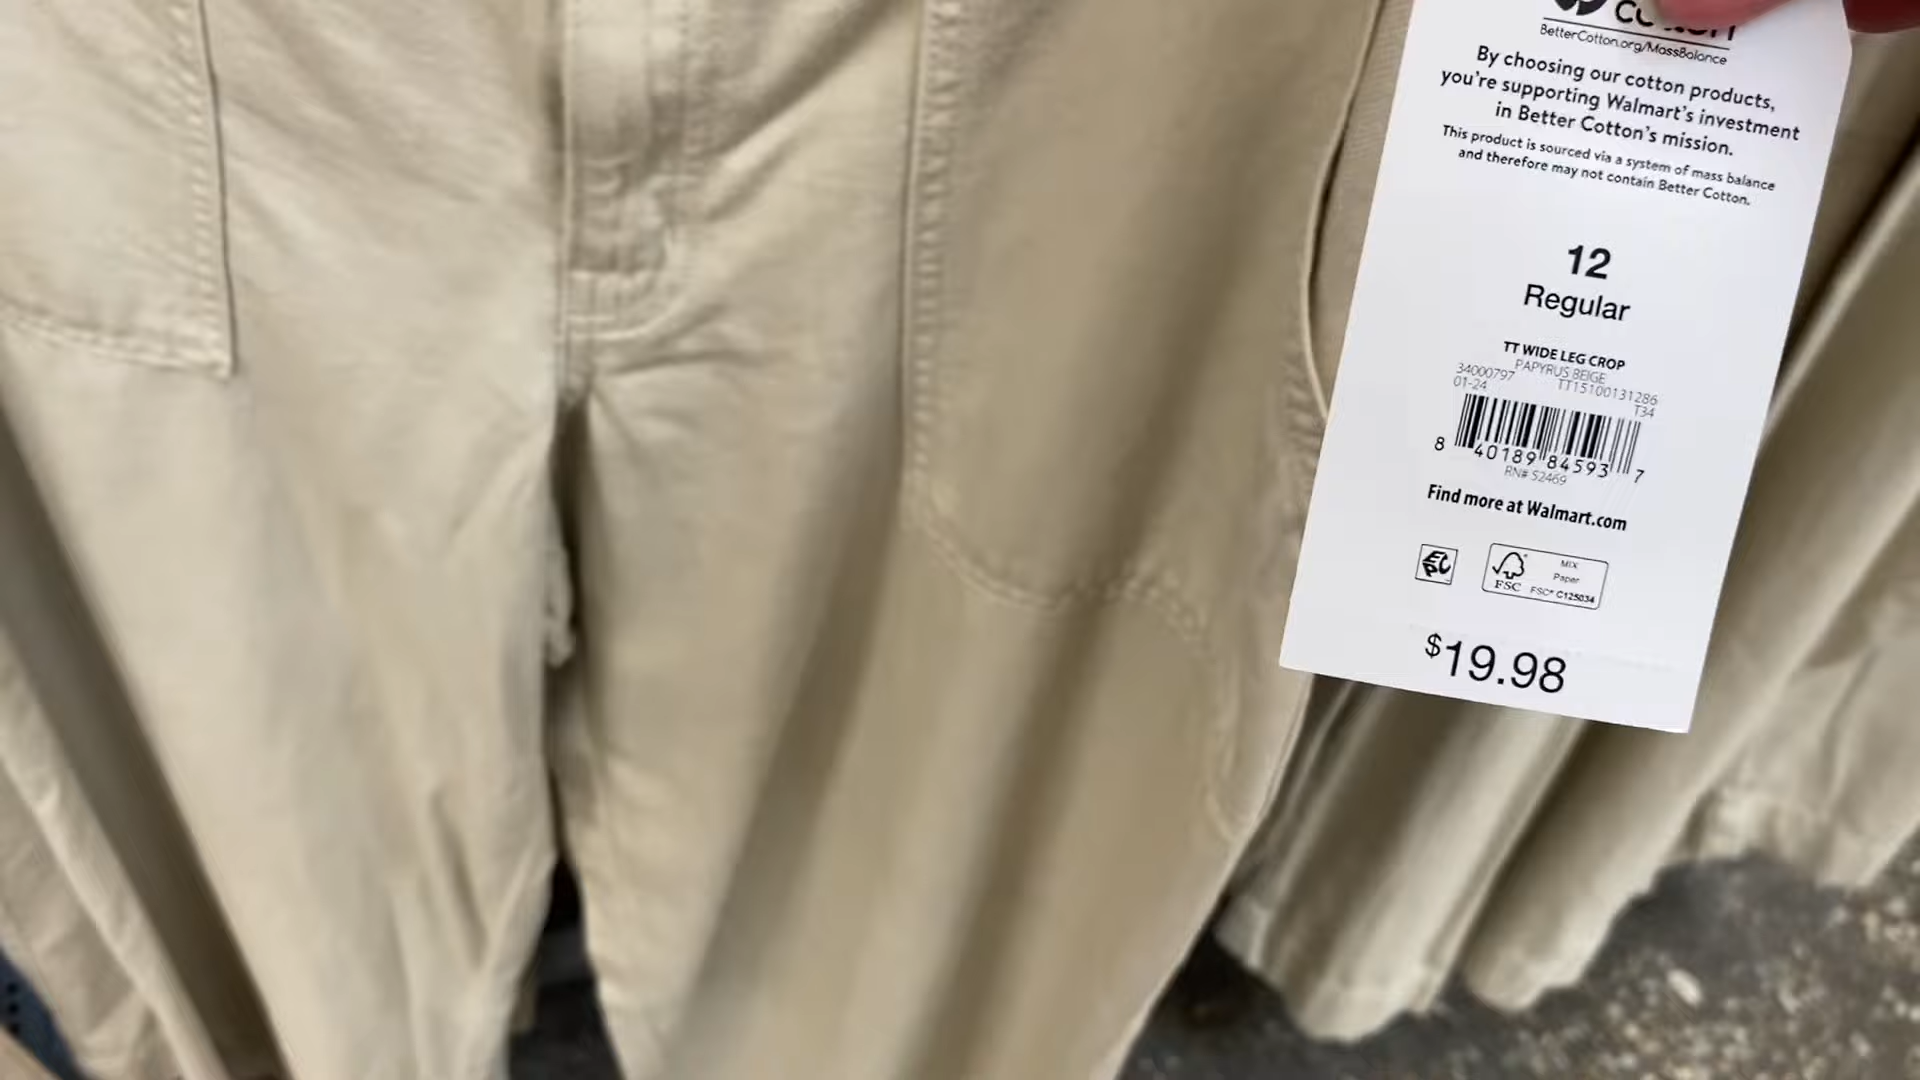 BetterCotton.org/MassBalance
By choosing our cotton products,
you're supporting Walmart's investment
in Better Cotton's mission.
This product is sourced via a system of mass balance
and therefore may not contain Better Cotton.
12
Regular
TT WIDE LEG CROP
PAPYRUS BEIGE
34000797 TT15100131286
01-24 T34
8 40189 84593 7
RN# 52469
Find more at Walmart.com
EPC
FSC® MIX
Paper
FSC® C125034
$19.98